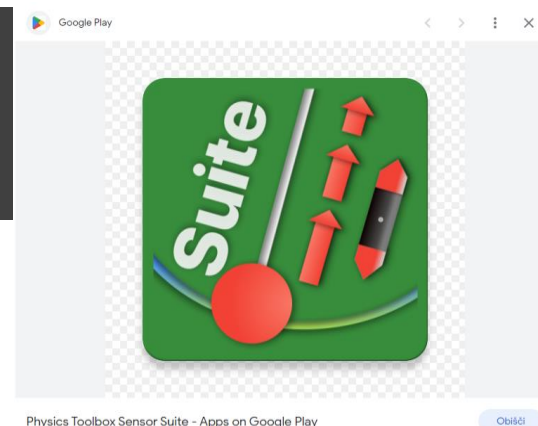 Google Play
Suite
Physics Toolbox Sensor Suite - Apps on Google Play
Obišči